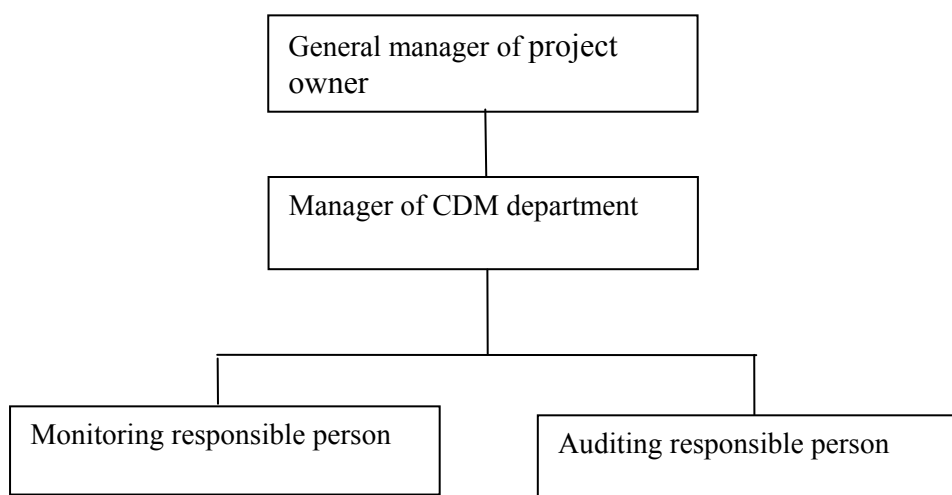 General manager of project
owner
Manager of CDM department
Monitoring responsible person
Auditing responsible person